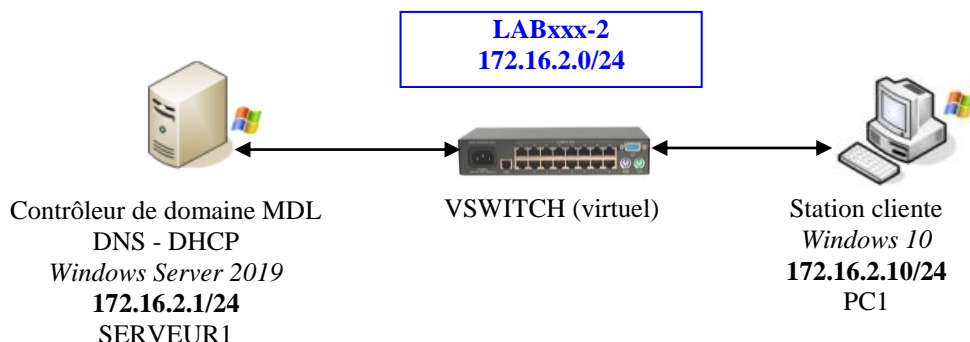 LABxxx-2
172.16.2.0/24
Contrôleur de domaine MDL
DNS - DHCP
Windows Server 2019
172.16.2.1/24
SERVEUR1
VSWITCH (virtuel)
Station cliente
Windows 10
172.16.2.10/24
PC1